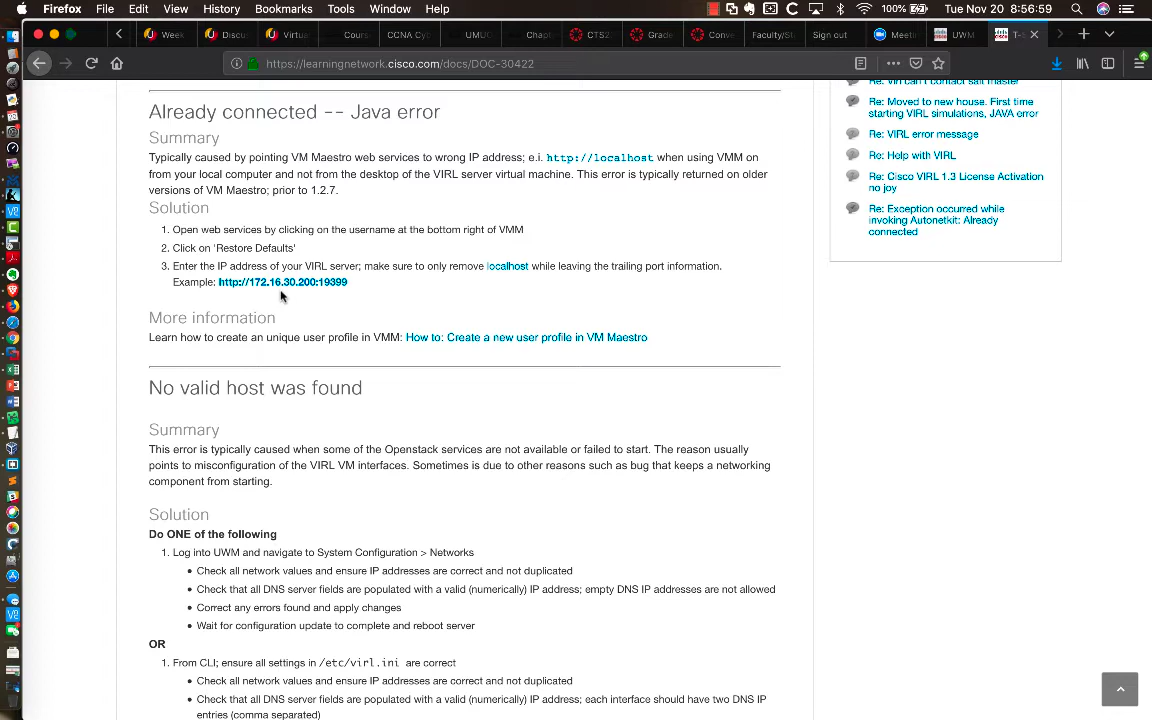 Firefox File Edit View History Bookmarks Tools Window Help 100% Tue Nov 20 8:56:59
Week Discu Virtua Cours CCNA Cy UMUC Chapt CTS2 Grade Conve Faculty/St Sign out Meeti UWM T-s
https://learningnetwork.cisco.com/docs/DOC-30422
Already connected -- Java error
Summary
Typically caused by pointing VM Maestro web services to wrong IP address; e.i. http://localhost when using VMM on
from your local computer and not from the desktop of the VIRL server virtual machine. This error is typically returned on older
versions of VM Maestro; prior to 1.2.7.
Solution
1. Open web services by clicking on the username at the bottom right of VMM
2. Click on 'Restore Defaults'
3. Enter the IP address of your VIRL server; make sure to only remove localhost while leaving the trailing port information.
Example: http://172.16.30.200:19399
More information
Learn how to create an unique user profile in VMM: How to: Create a new user profile in VM Maestro
No valid host was found
Summary
This error is typically caused when some of the Openstack services are not available or failed to start. The reason usually
points to misconfiguration of the VIRL VM interfaces. Sometimes is due to other reasons such as bug that keeps a networking
component from starting.
Solution
Do ONE of the following
1. Log into UWM and navigate to System Configuration > Networks
• Check all network values and ensure IP addresses are correct and not duplicated
• Check that all DNS server fields are populated with a valid (numerically) IP address; empty DNS IP addresses are not allowed
• Correct any errors found and apply changes
• Wait for configuration update to complete and reboot server
OR
1. From CLI; ensure all settings in /etc/virl.ini are correct
• Check all network values and ensure IP addresses are correct and not duplicated
• Check that all DNS server fields are populated with a valid (numerically) IP address; each interface should have two DNS IP
entries (comma separated)
Re: Vm can't contact salt master
Re: Moved to new house. First time
starting VIRL simulations, JAVA error
Re: VIRL error message
Re: Help with VIRL
Re: Cisco VIRL 1.3 License Activation
no joy
Re: Exception occurred while
invoking Autonetkit: Already
connected